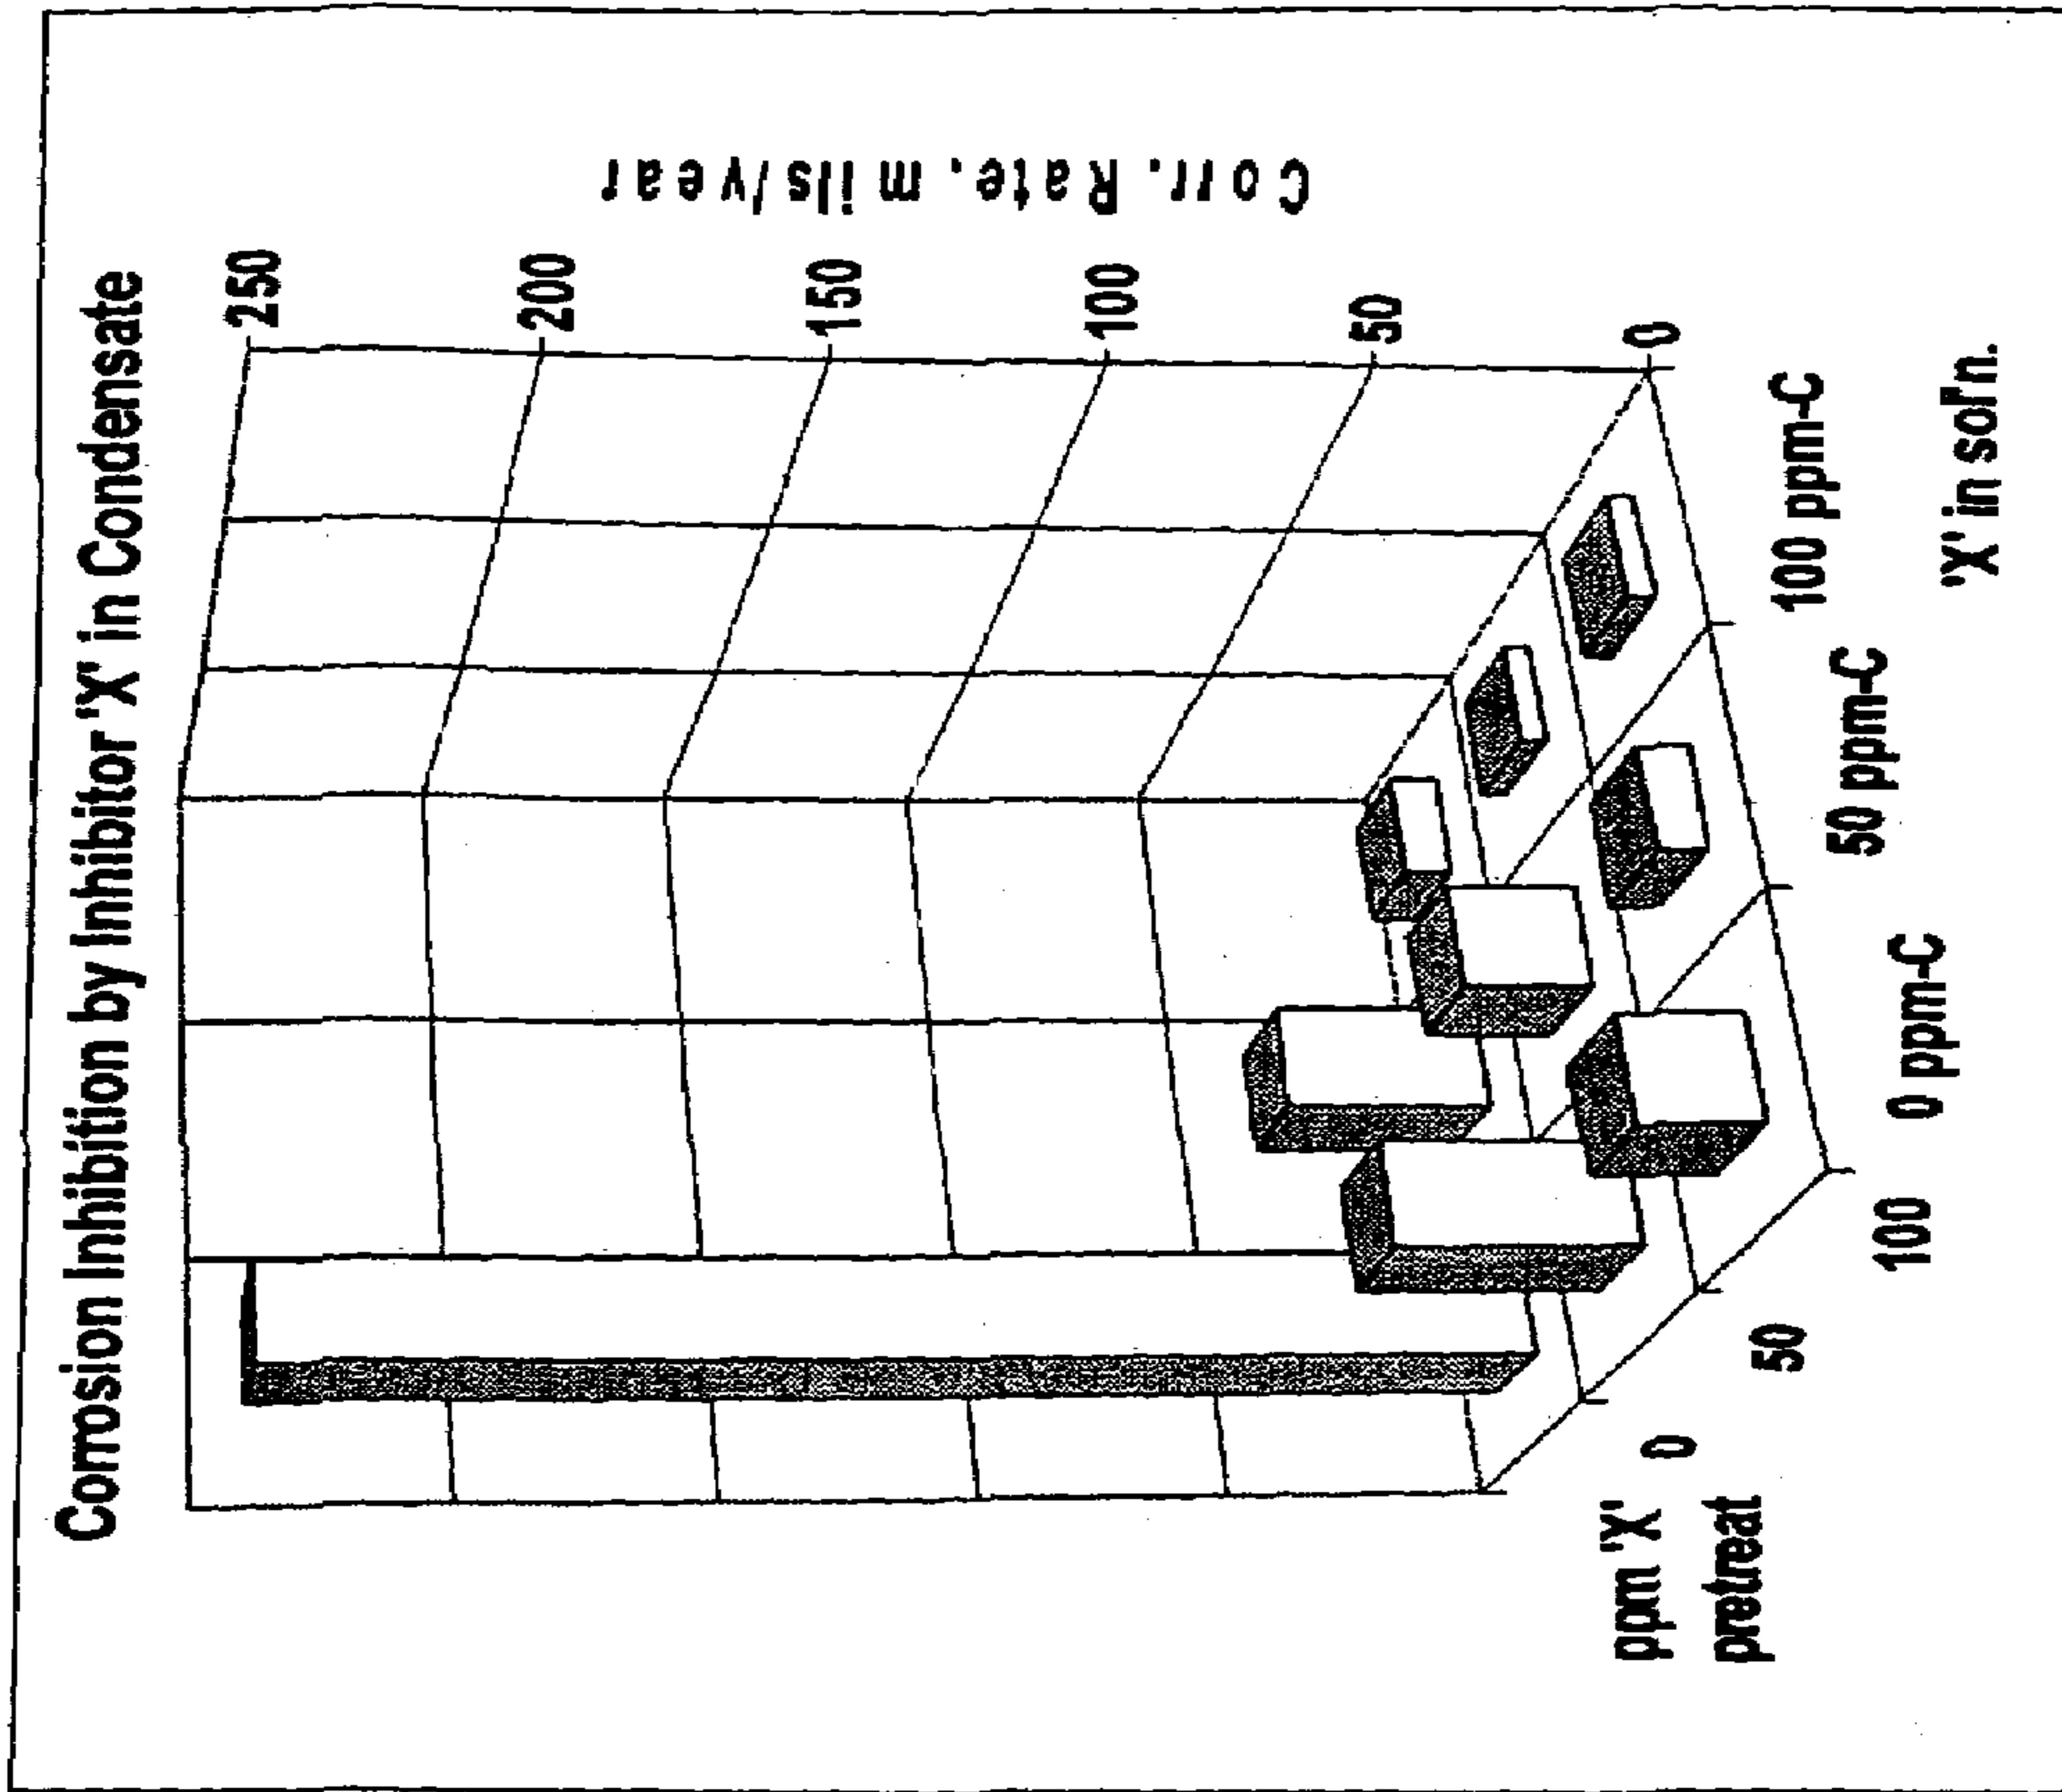 Corrosion Inhibition by Inhibitor 'X' in Condensate
250
200
150
100
50
0
Corr. Rate, mils/year
ppm 'X'
pretreat
0
50
100
0 ppm-C
50 ppm-C
100 ppm-C
'X' in sol'n.